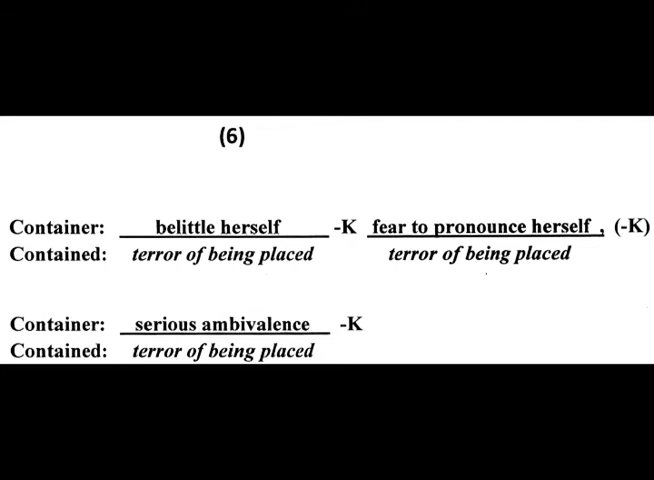 (6)
Container: belittle herself -K fear to pronounce herself , (-K)
Contained: terror of being placed terror of being placed
Container: serious ambivalence -K
Contained: terror of being placed